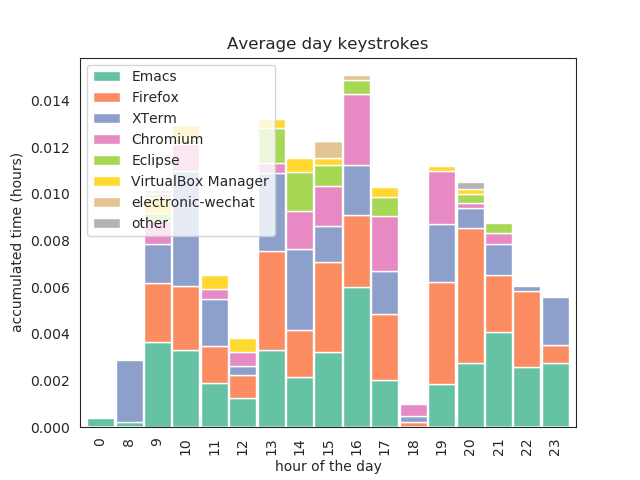 Average day keystrokes
Emacs
Firefox
XTerm
Chromium
Eclipse
VirtualBox Manager
electronic-wechat
other
accumulated time (hours)
0.014
0.012
0.010
0.008
0.006
0.004
0.002
0.000
0 8 9 10 11 12 13 14 15 16 17 18 19 20 21 22 23
hour of the day